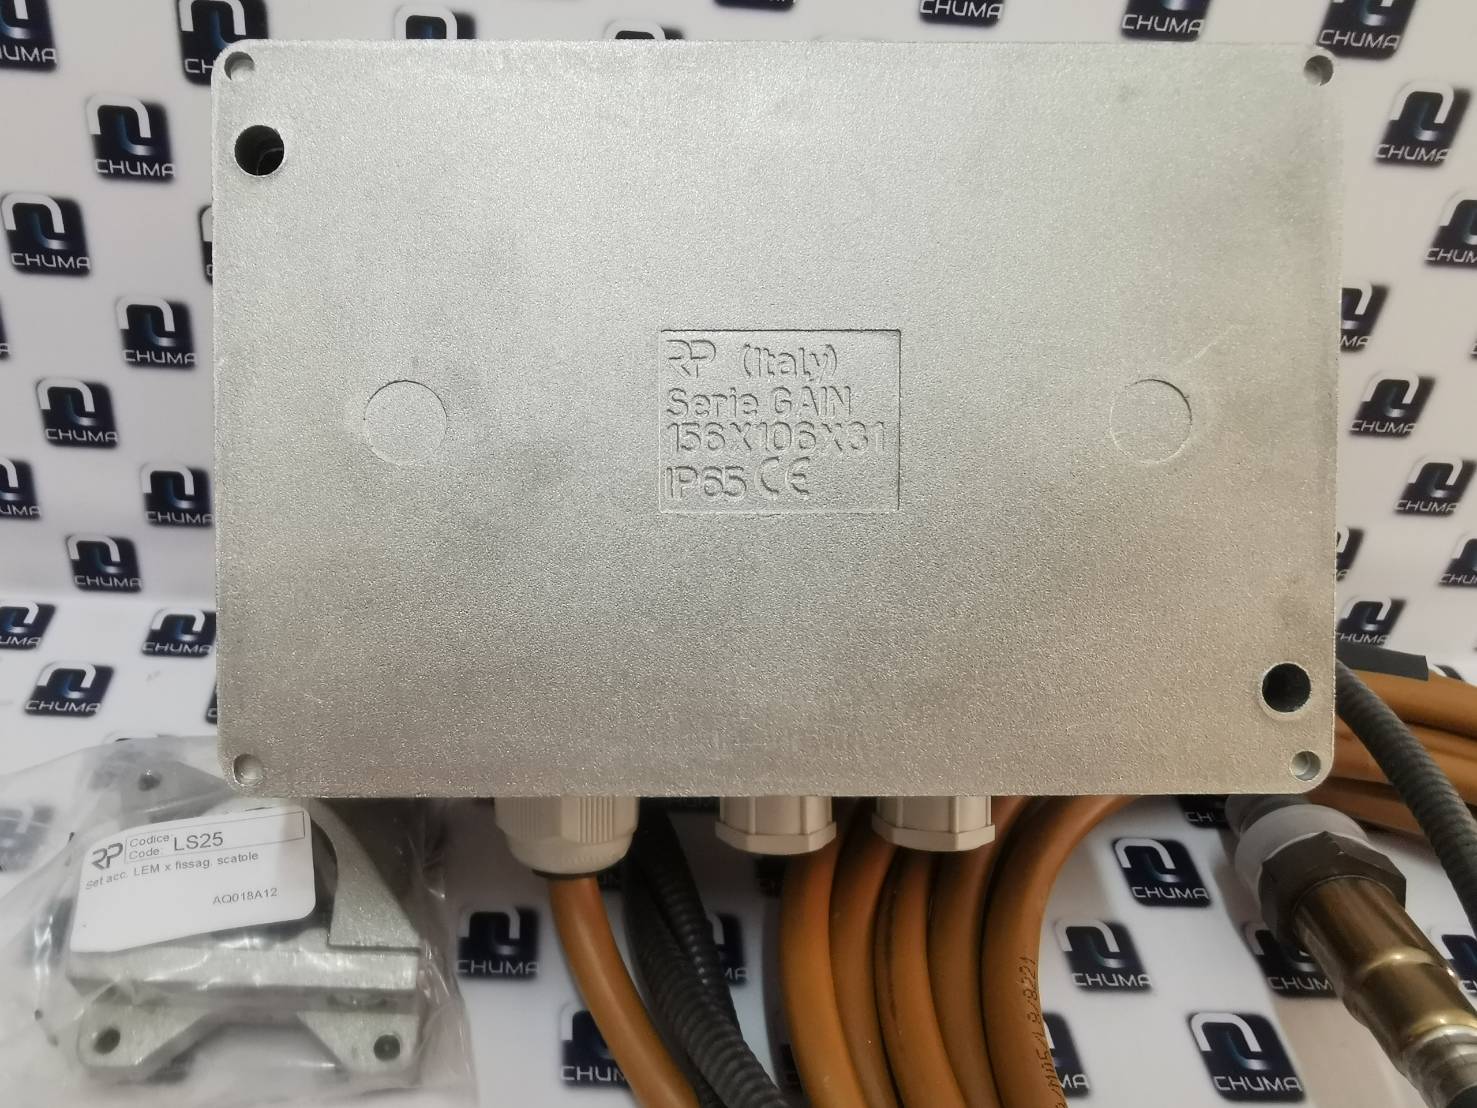 RP (Italy)
Serie GAIN
156X106X31
IP65 CE
RP Codice:
Code: LS25
Set acc. LEM x fissag. scatole
AQ018A12
CHUMA